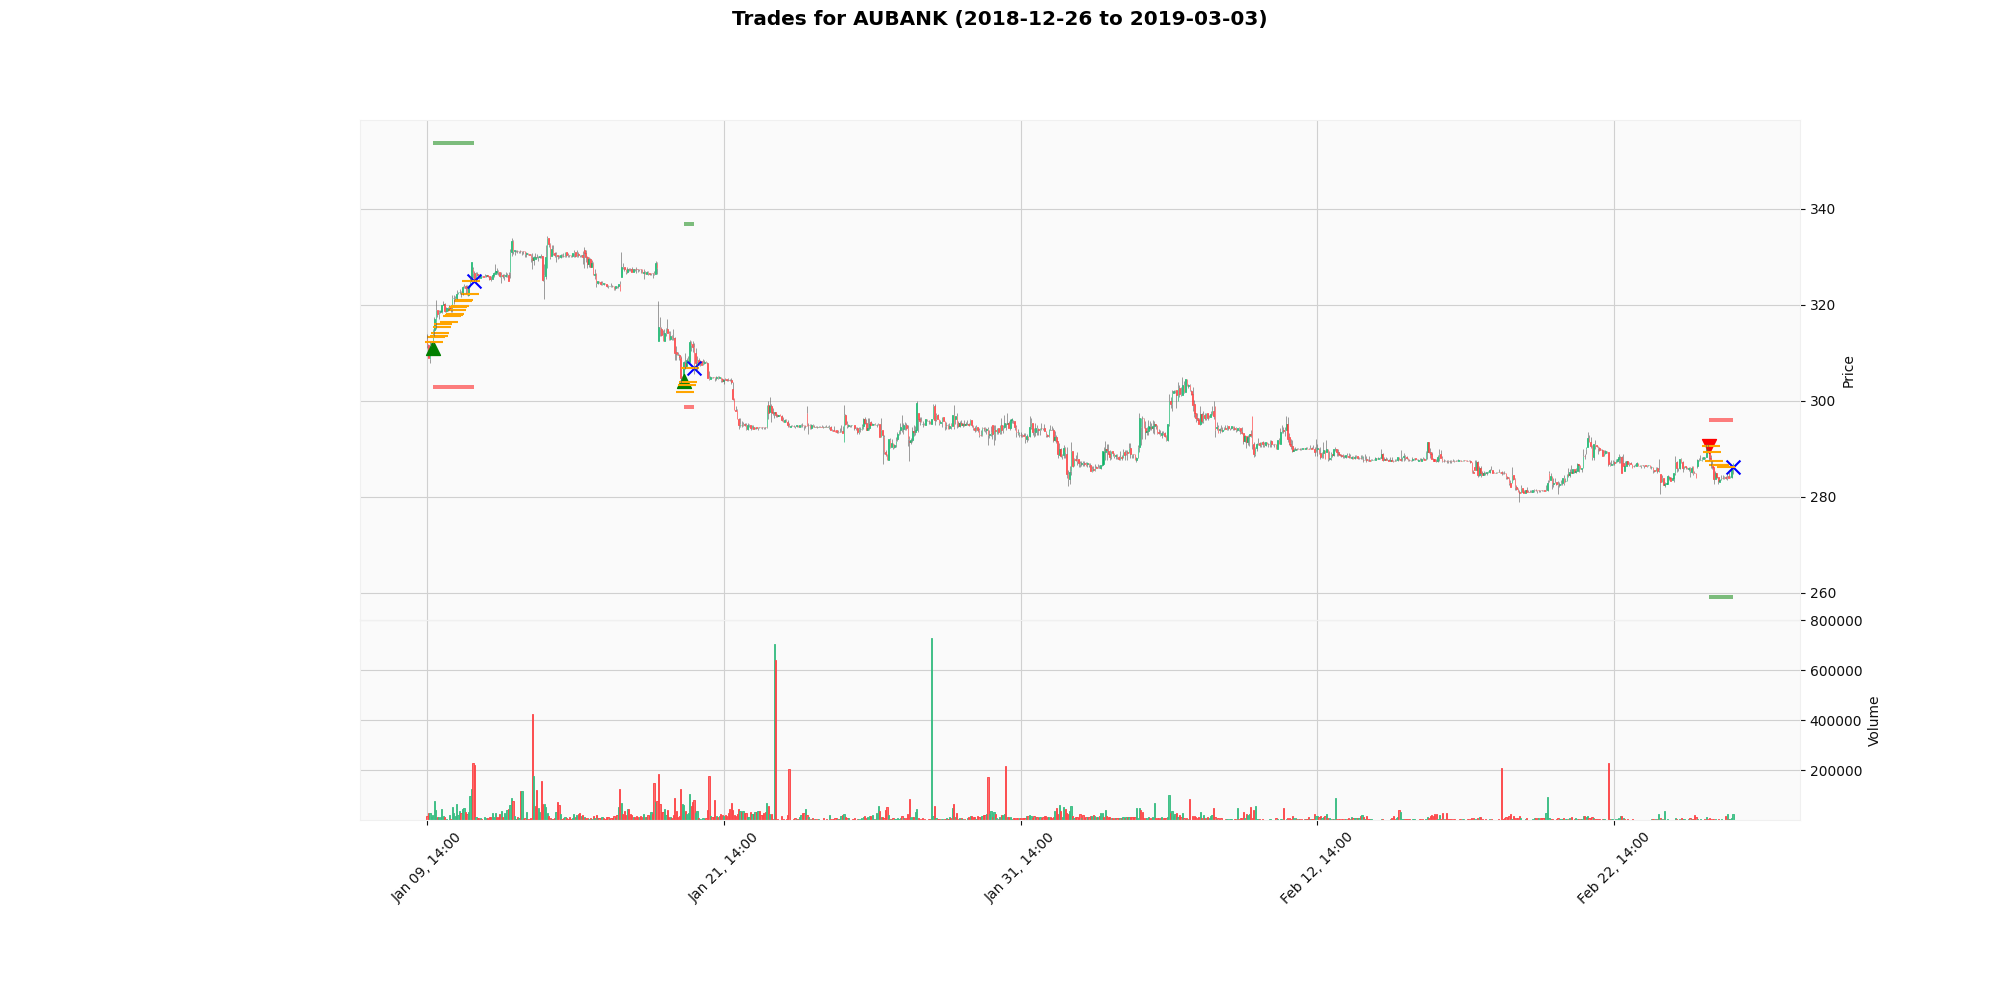 Trades for AUBANK (2018-12-26 to 2019-03-03)
340
320
300
280
260
Price
800000
600000
400000
200000
Volume
Jan 09, 14:00
Jan 21, 14:00
Jan 31, 14:00
Feb 12, 14:00
Feb 22, 14:00